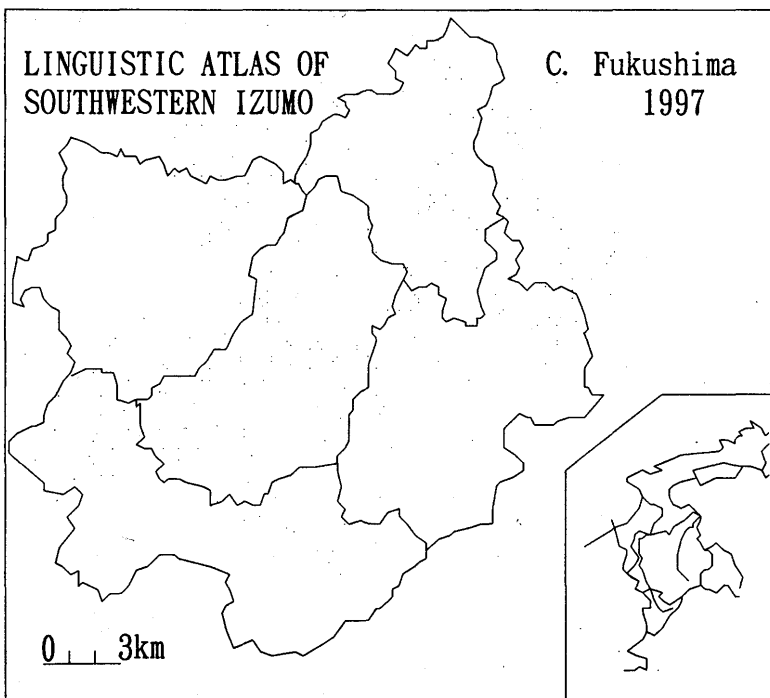 LINGUISTIC ATLAS OF
SOUTHWESTERN IZUMO
C. Fukushima
1997
0 3km